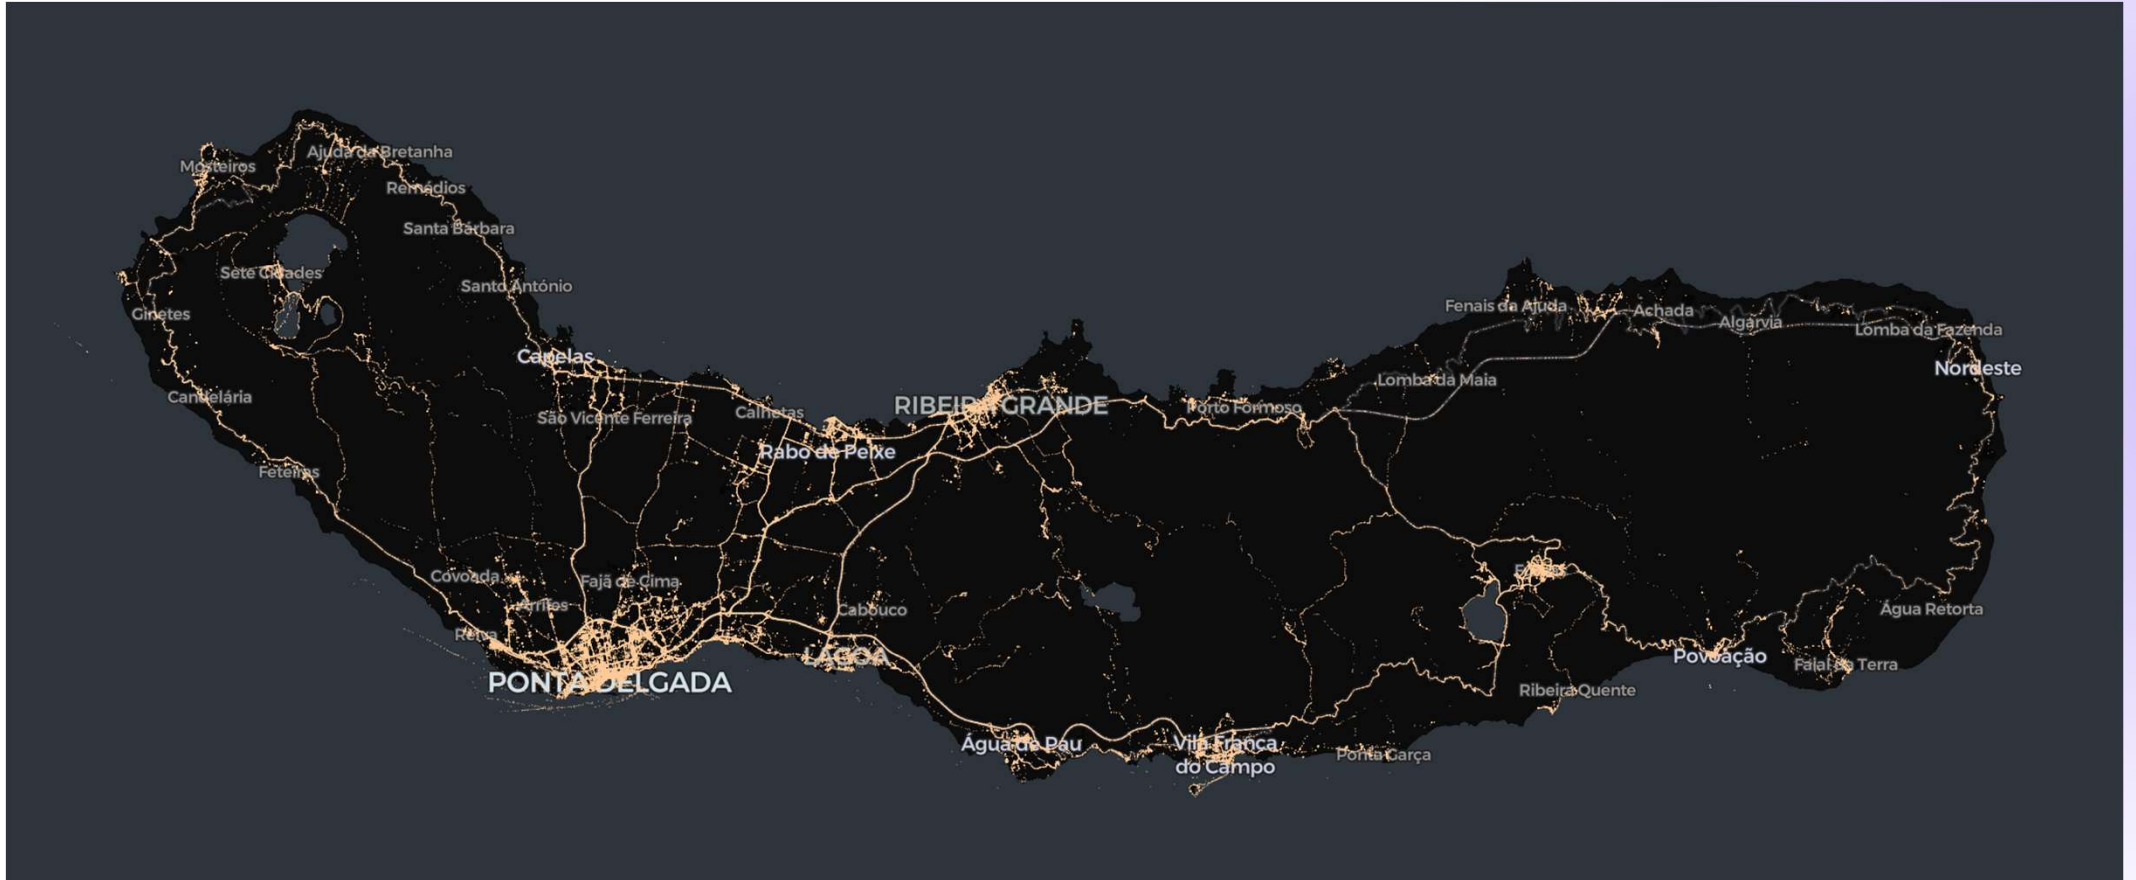 Ajuda da Bretanha
Mosteiros
Remédios
Santa Bárbara
Sete Cidades
Santo António
Ginetes
Fenais da Ajuda
Achada
Algarvia
Lomba da Fazenda
Capelas
Nordeste
Lomba da Maia
Candelária
RIBEIRA GRANDE
Porto Formoso
Calhetas
São Vicente Ferreira
Rabo de Peixe
Feteiras
Covoada
Fajã de Cima
Arrifes
Cabouco
Água Retorta
Relva
LAGOA
Povoação
Faial da Terra
PONTA DELGADA
Ribeira Quente
Água de Pau
Vila Franca
do Campo
Ponta Garça